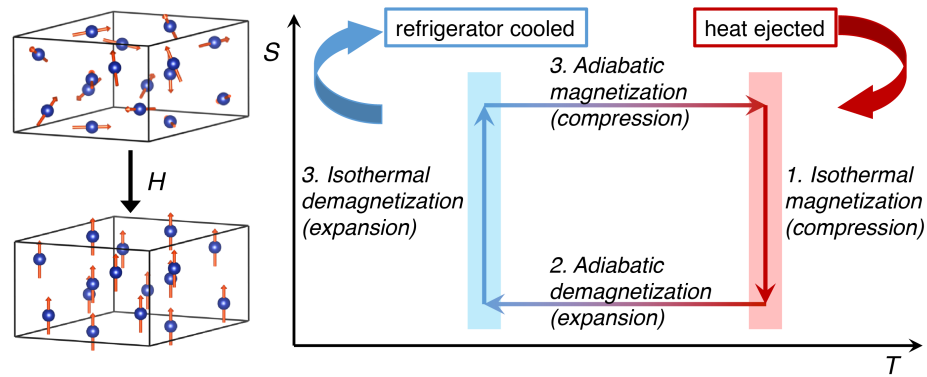 refrigerator cooled
heat ejected
S
3. Adiabatic
magnetization
(compression)
H
3. Isothermal
demagnetization
(expansion)
1. Isothermal
magnetization
(compression)
2. Adiabatic
demagnetization
(expansion)
T